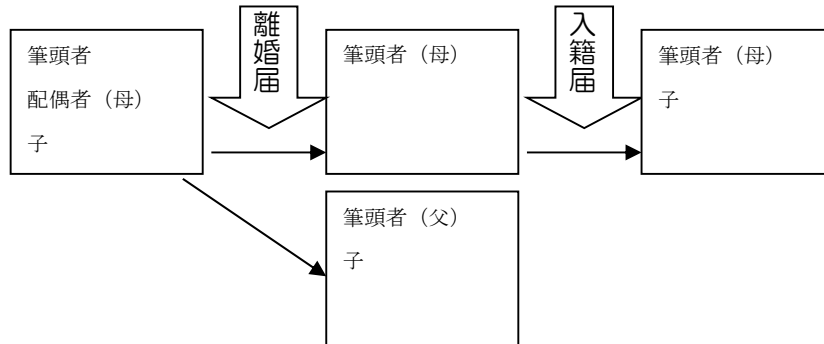 筆頭者
配偶者（母）
子
離婚届
筆頭者（母）
入籍届
筆頭者（母）
子
筆頭者（父）
子